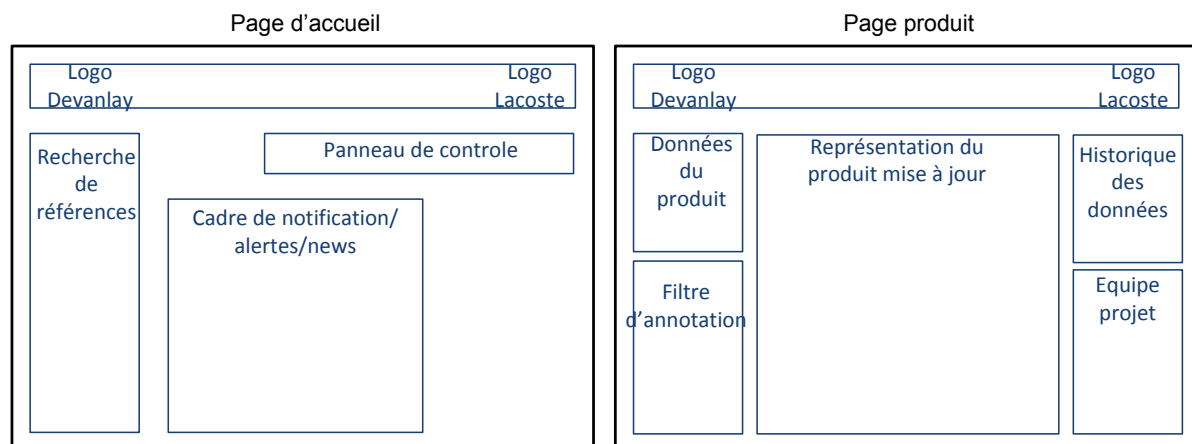 Page d’accueil
Logo
Devanlay
Logo
Lacoste
Recherche
de
références
Panneau de controle
Cadre de notification/
alertes/news
Page produit
Logo
Devanlay
Logo
Lacoste
Données
du
produit
Représentation du
produit mise à jour
Historique
des
données
Filtre
d’annotation
Equipe
projet